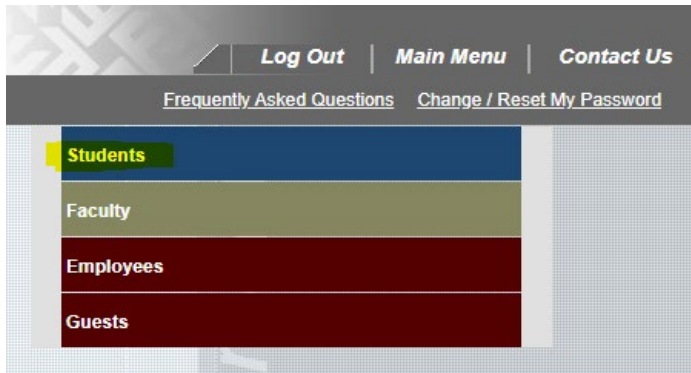 Log Out Main Menu Contact Us
Frequently Asked Questions Change / Reset My Password
Students
Faculty
Employees
Guests